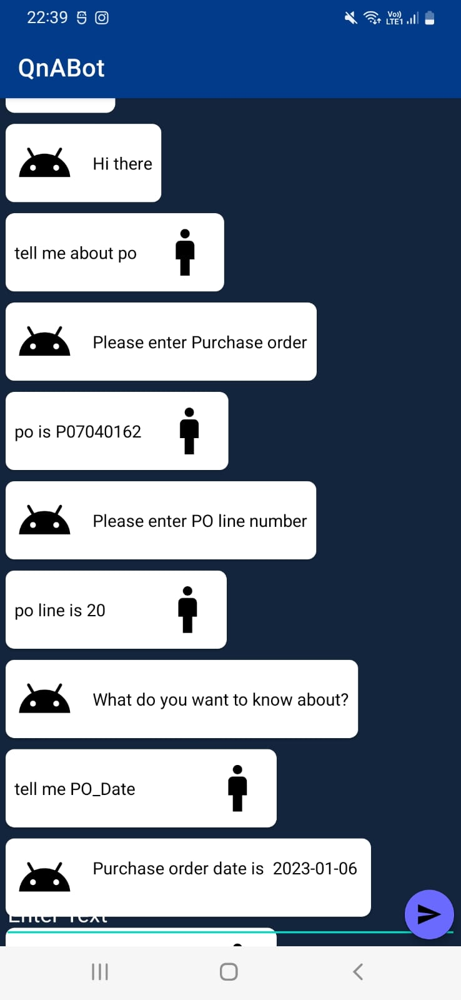 22:39
Vo))
LTE1
QnABot
Hi there
tell me about po
Please enter Purchase order
po is P07040162
Please enter PO line number
po line is 20
What do you want to know about?
tell me PO_Date
Purchase order date is  2023-01-06
Enter Text